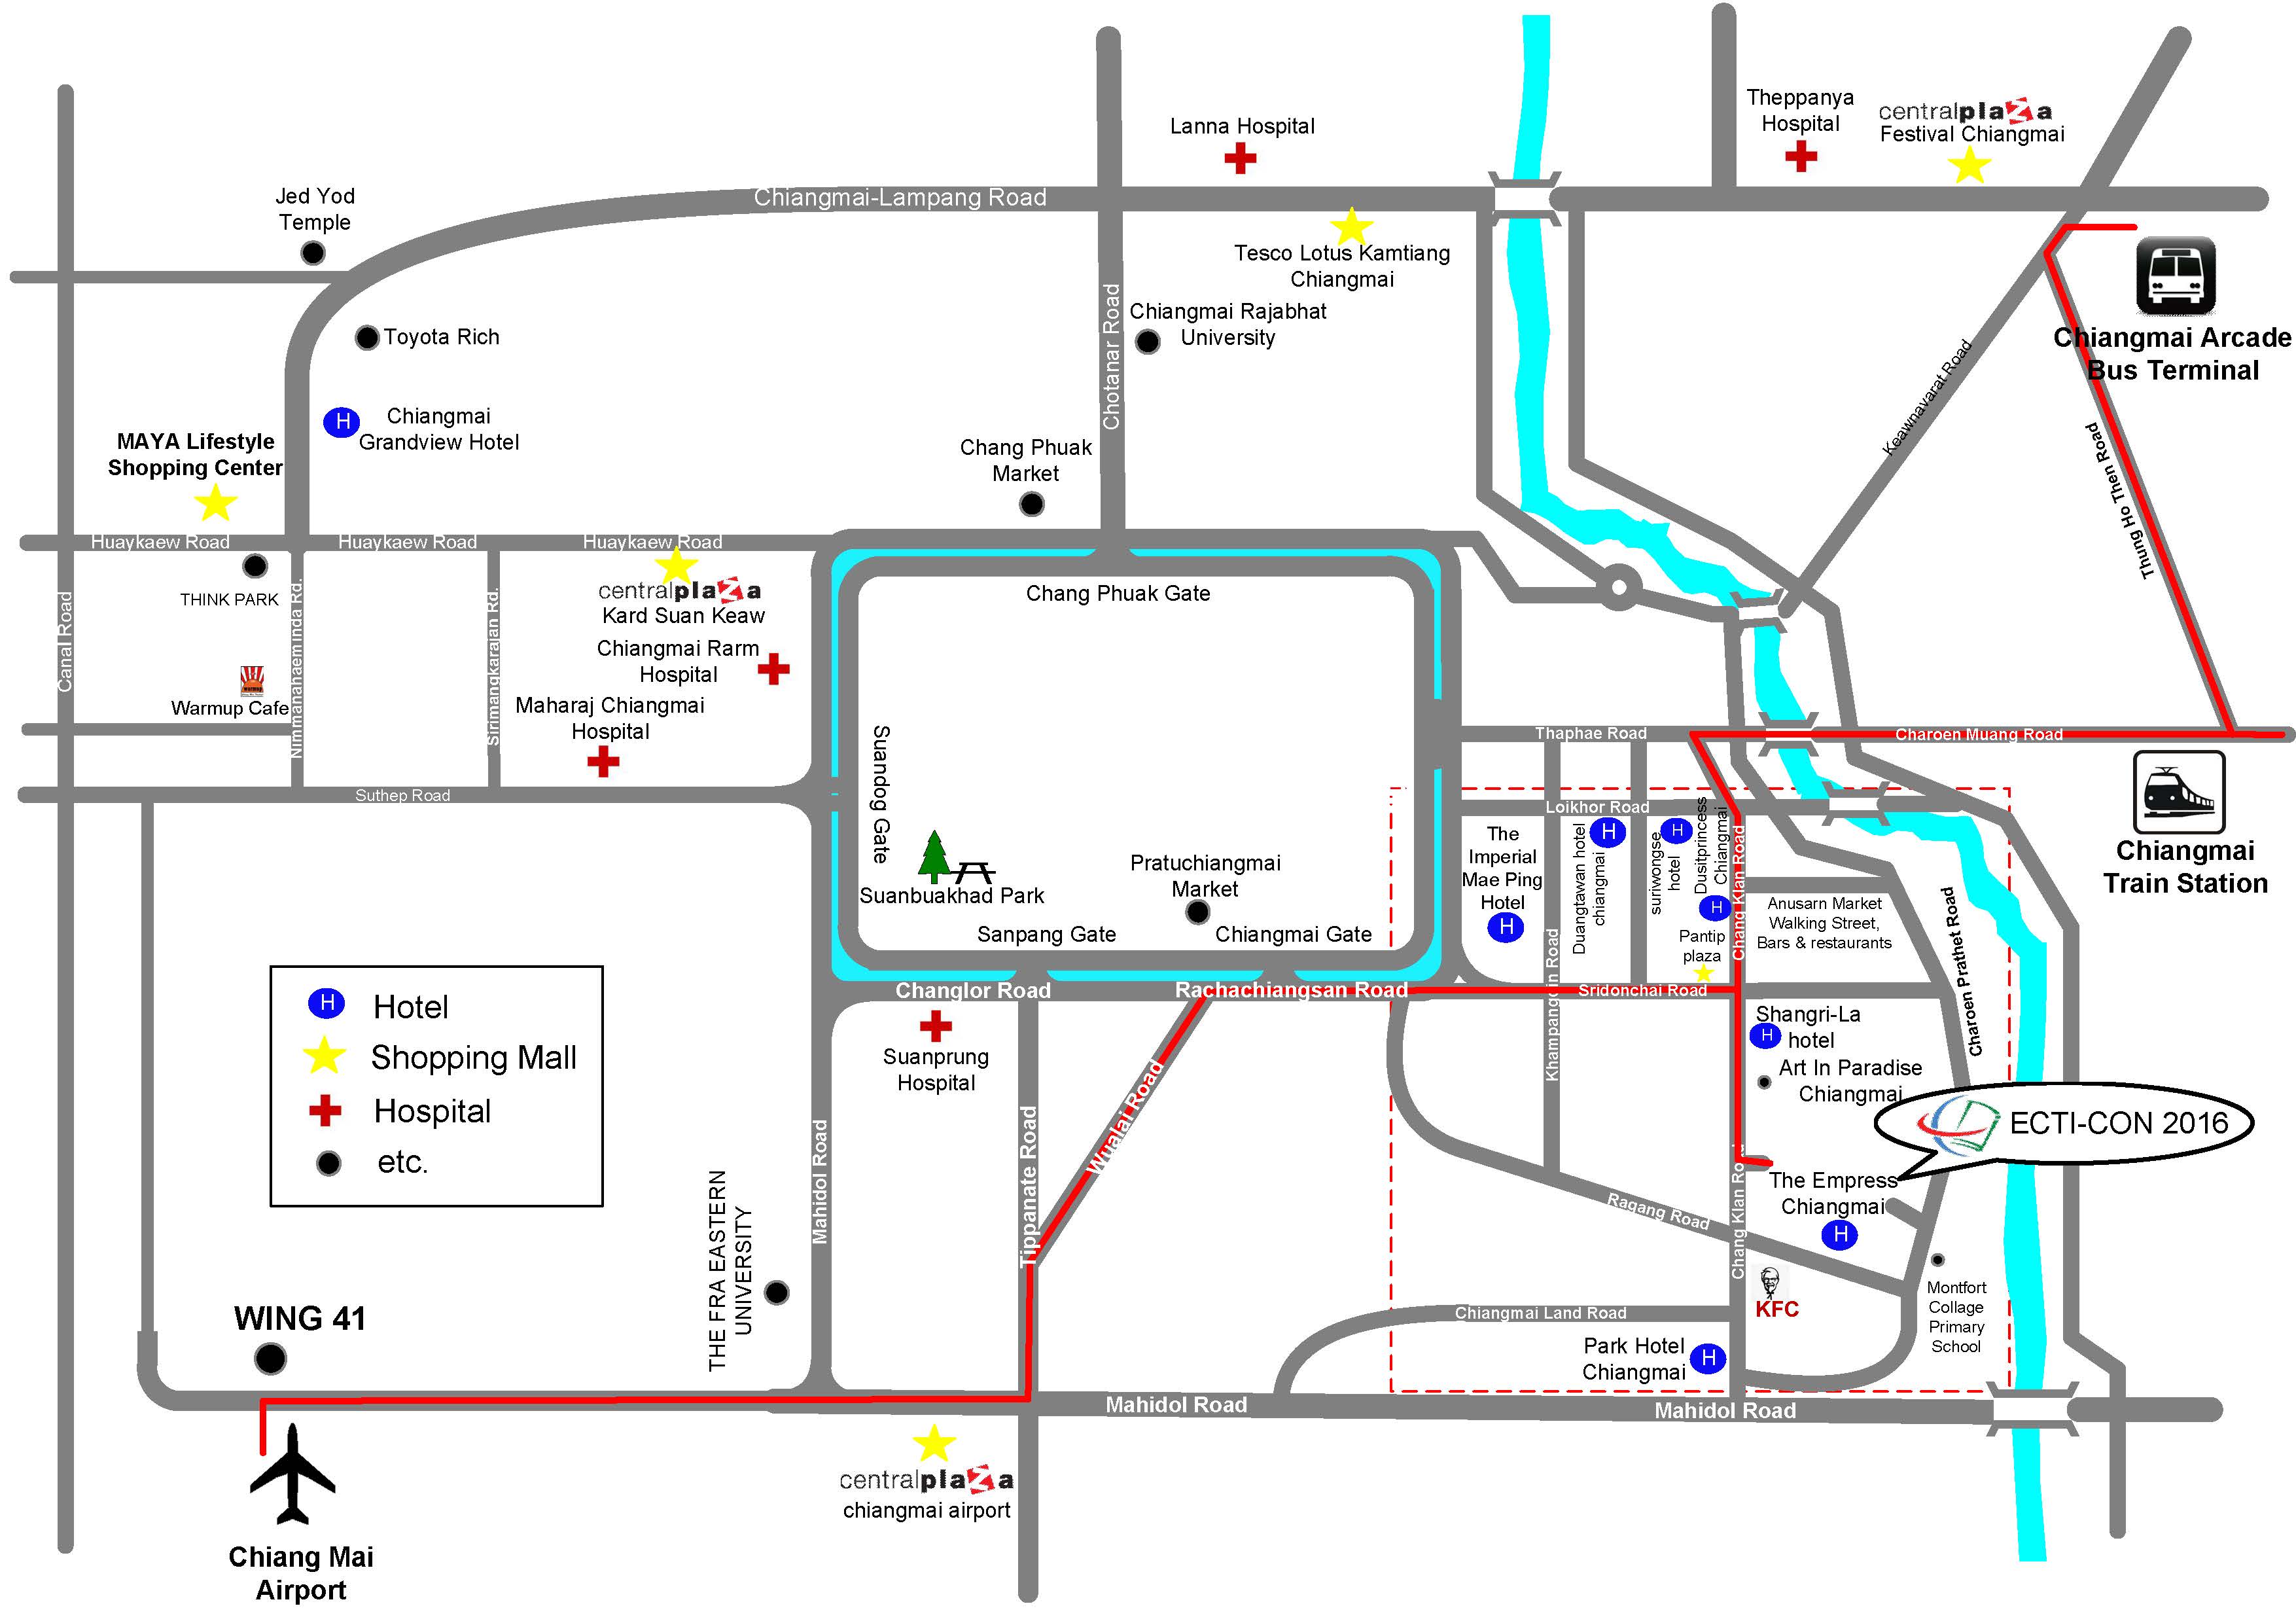 Theppanya
Hospital
centralplaza
Festival Chiangmai
Lanna Hospital
Jed Yod
Temple
Chiangmai-Lampang Road
Tesco Lotus Kamtiang
Chiangmai
Chiangmai Rajabhat
University
Toyota Rich
Chotanar Road
Chiangmai Arcade
Bus Terminal
Keawnavarat Road
Thung Ho Then Road
Chiangmai
Grandview Hotel
MAYA Lifestyle
Shopping Center
Chang Phuak
Market
Huaykaew Road
Huaykaew Road
Huaykaew Road
THINK PARK
centralplaza
Kard Suan Keaw
Chang Phuak Gate
Canal Road
Nimmanahaeminda Rd.
Sirimangkarajan Rd.
Chiangmai Rarm
Hospital
Warmup Cafe
Maharaj Chiangmai
Hospital
Suandog Gate
Thaphae Road
Charoen Muang Road
Suthep Road
Loikhor Road
Chiangmai
Train Station
The
Imperial
Mae Ping
Hotel
H
Duangtawan hotel
chiangmai
H
suriwongse
hotel
H
Dusitprincess
Chiangmai
H
Chang Klan Road
Pantip
plaza
Anusarn Market
Walking Street,
Bars & restaurants
Charoen Prathet Road
Suanbuakhad Park
Pratuchiangmai
Market
Sanpang Gate
Chiangmai Gate
Changlor Road
Rachachiangsan Road
Sridonchai Road
Khampangdin Road
H Hotel
Shopping Mall
Hospital
etc.
Suanprung
Hospital
Shangri-La
hotel
H
Art In Paradise
Chiangmai
ECTI-CON 2016
The Empress
Chiangmai
H
Mahidol Road
Tippanate Road
Wualai Road
Ragang Road
Chang Klan Road
THE FRA EASTERN
UNIVERSITY
KFC
Montfort
Collage
Primary
School
WING 41
Chiangmai Land Road
Park Hotel
Chiangmai
H
Mahidol Road
Mahidol Road
centralplaza
chiangmai airport
Chiang Mai
Airport
H